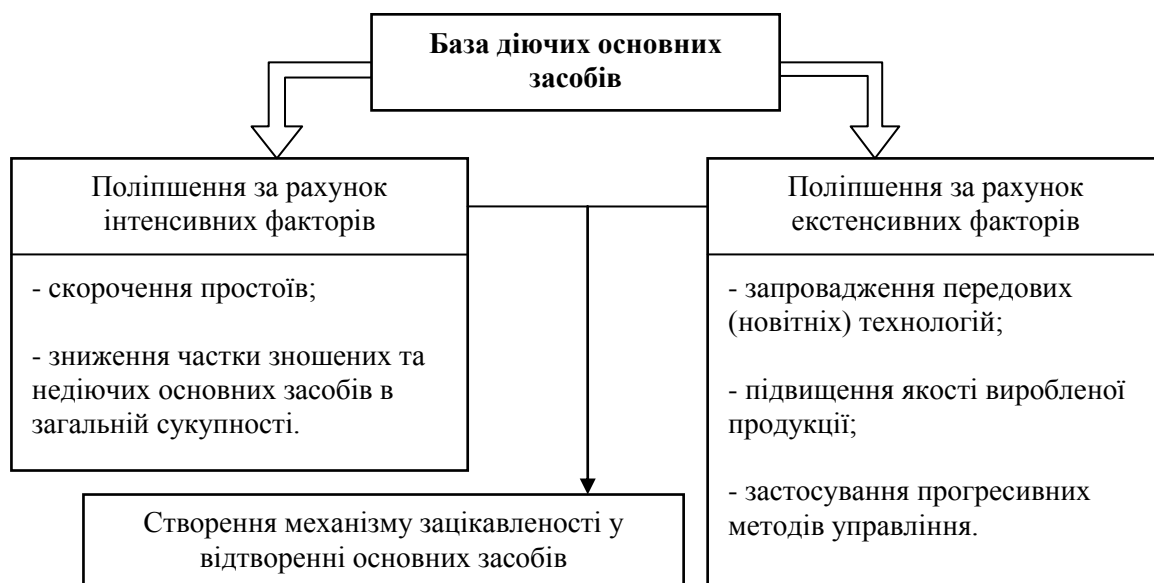 База діючих основних
засобів
Поліпшення за рахунок
інтенсивних факторів
- скорочення простоїв;
- зниження частки зношених та
недіючих основних засобів в
загальній сукупності.
Поліпшення за рахунок
екстенсивних факторів
- запровадження передових
(новітніх) технологій;
- підвищення якості виробленої
продукції;
- застосування прогресивних
методів управління.
Створення механізму зацікавленості у
відтворенні основних засобів